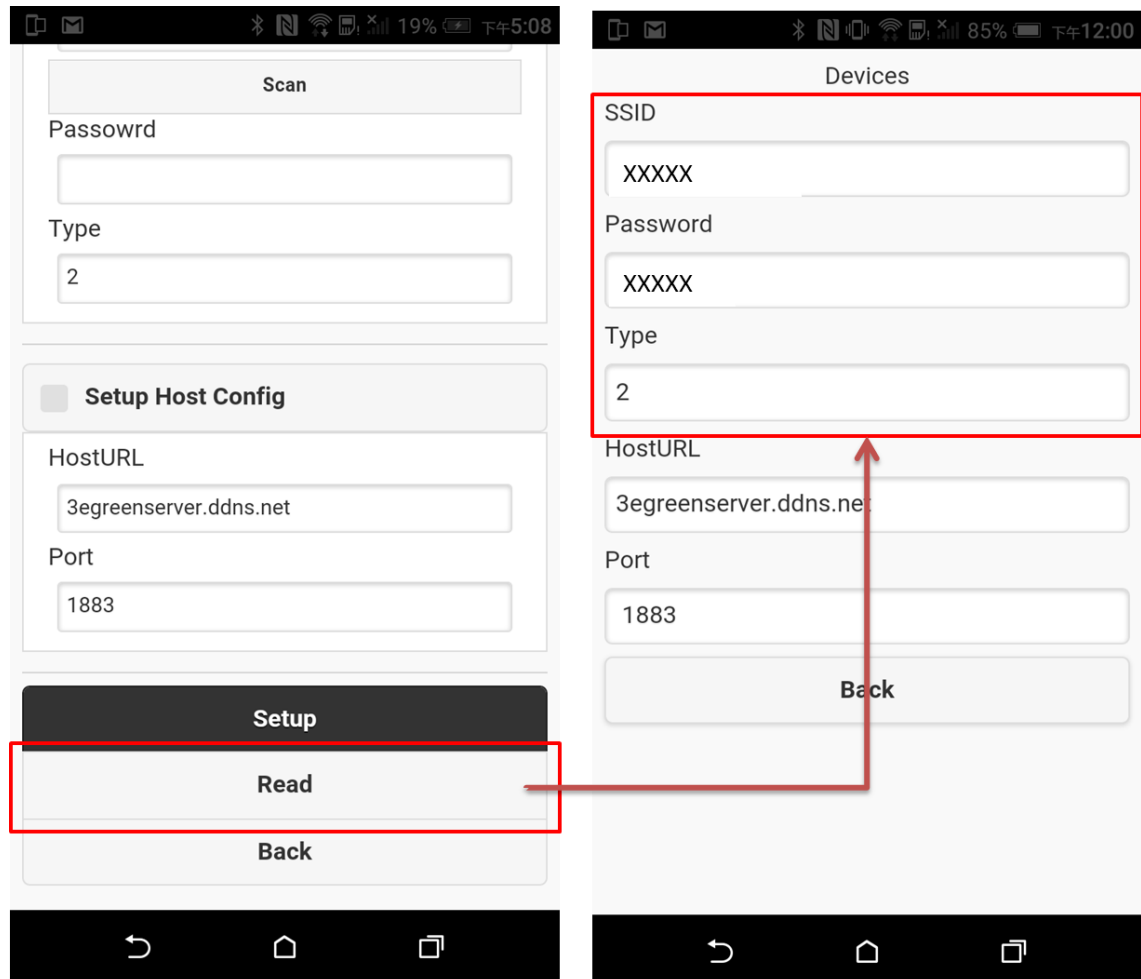 19% 下午5:08
Scan
Passowrd
Type
2
Setup Host Config
HostURL
3egreenserver.ddns.net
Port
1883
Setup
Read
Back
85% 下午12:00
Devices
SSID
XXXXX
Password
XXXXX
Type
2
HostURL
3egreenserver.ddns.net
Port
1883
Back